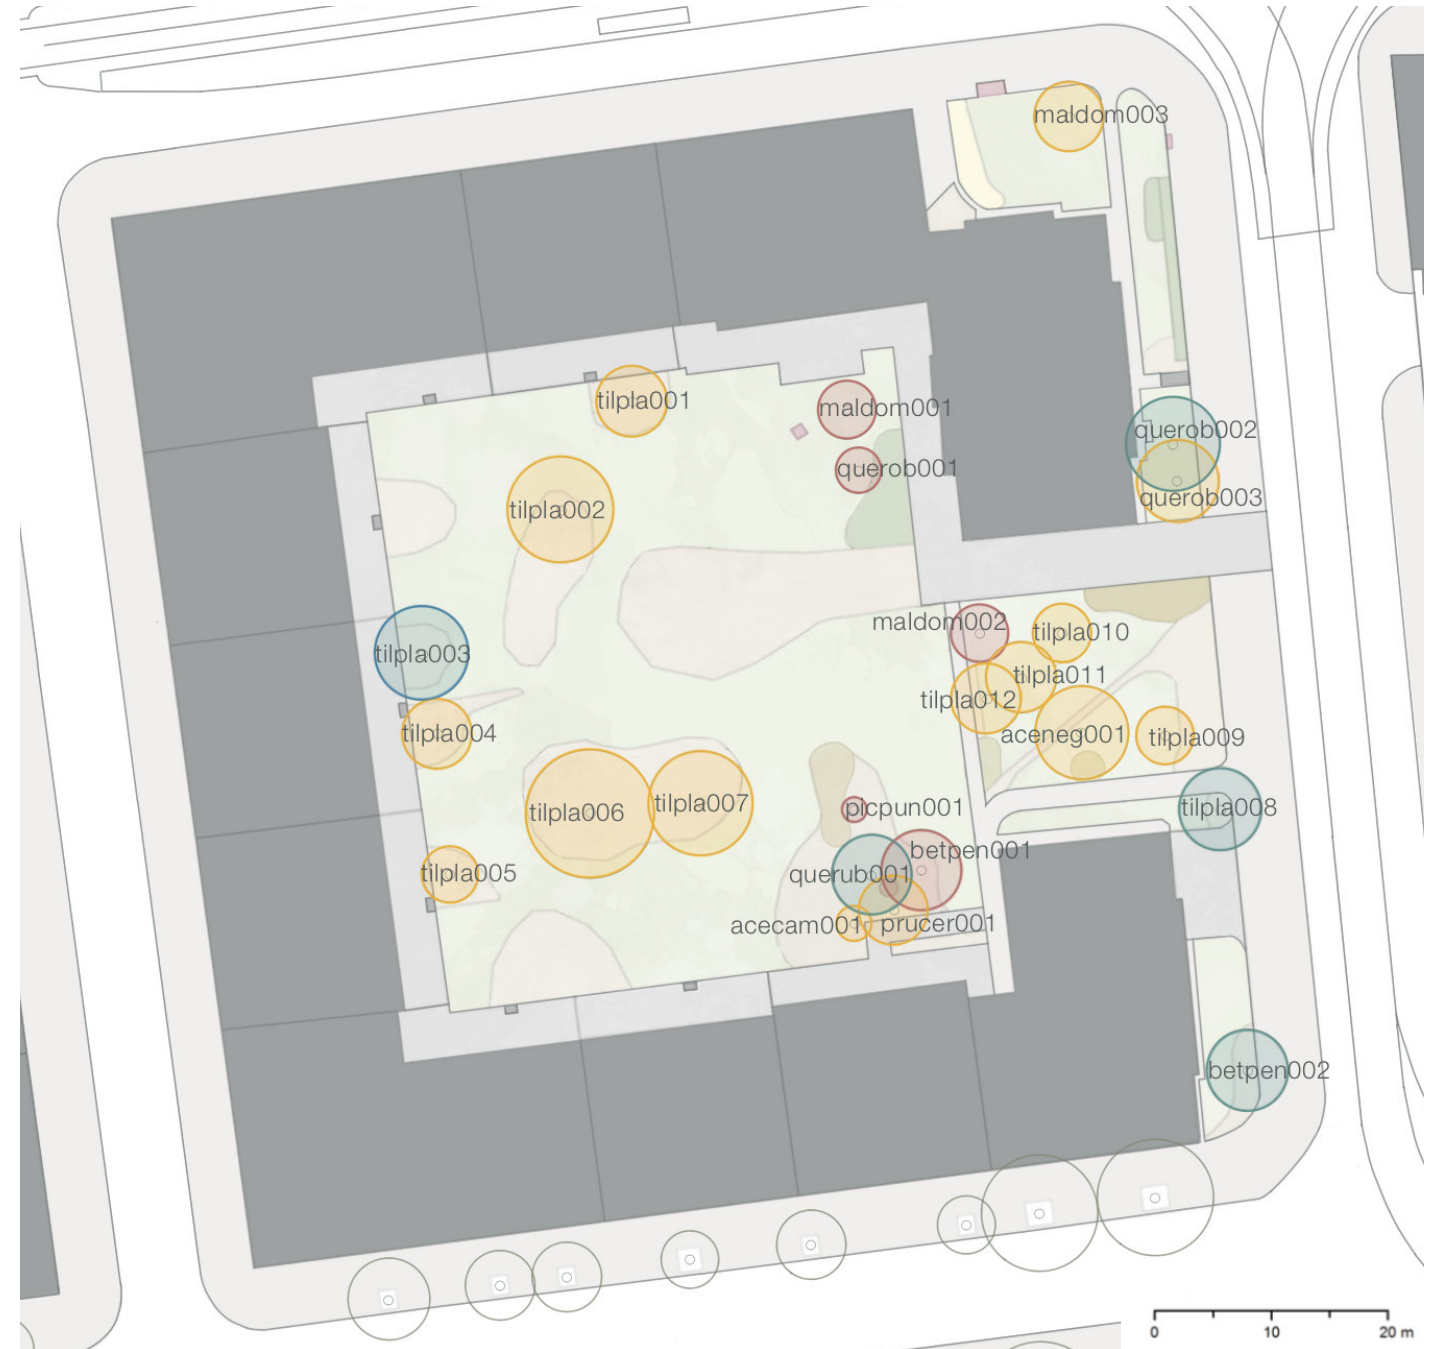 maldom003
tilpla001
maldom001
querob002
querob001
querob003
tilpla002
maldom002
tilpla010
tilpla003
tilpla011
tilpla012
tilpla004
aceneg001
tilpla009
tilpla007
tilpla006
picpun001
tilpla008
betpen001
tilpla005
querub001
acecam001
prucer001
betpen002
0 10 20 m